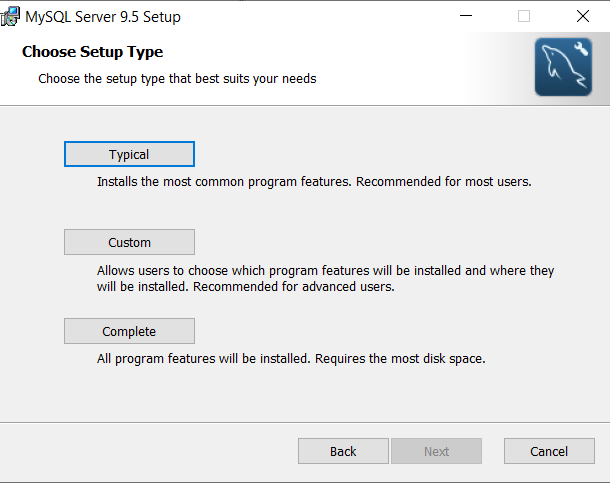 MySQL Server 9.5 Setup
Choose Setup Type
Choose the setup type that best suits your needs
Typical
Installs the most common program features. Recommended for most users.
Custom
Allows users to choose which program features will be installed and where they
will be installed. Recommended for advanced users.
Complete
All program features will be installed. Requires the most disk space.
Back
Next
Cancel